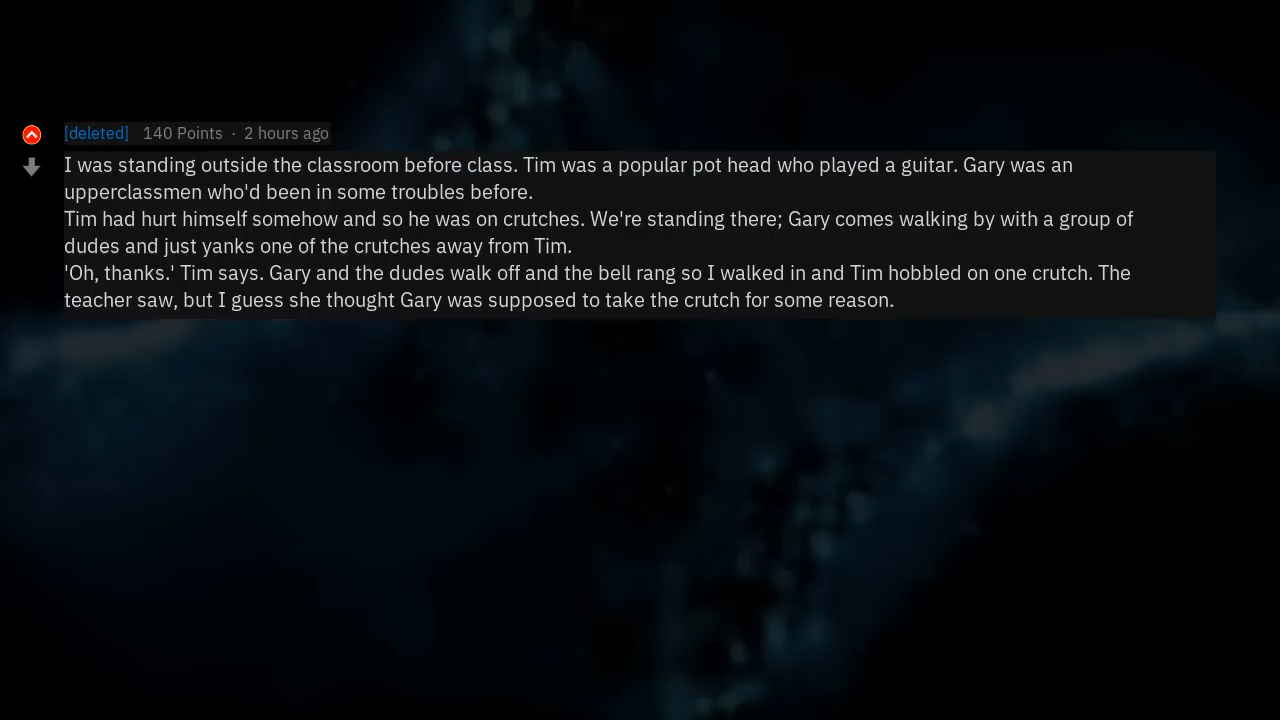 [deleted] 140 Points · 2 hours ago
I was standing outside the classroom before class. Tim was a popular pot head who played a guitar. Gary was an
upperclassmen who'd been in some troubles before.
Tim had hurt himself somehow and so he was on crutches. We're standing there; Gary comes walking by with a group of
dudes and just yanks one of the crutches away from Tim.
'Oh, thanks.' Tim says. Gary and the dudes walk off and the bell rang so I walked in and Tim hobbled on one crutch. The
teacher saw, but I guess she thought Gary was supposed to take the crutch for some reason.